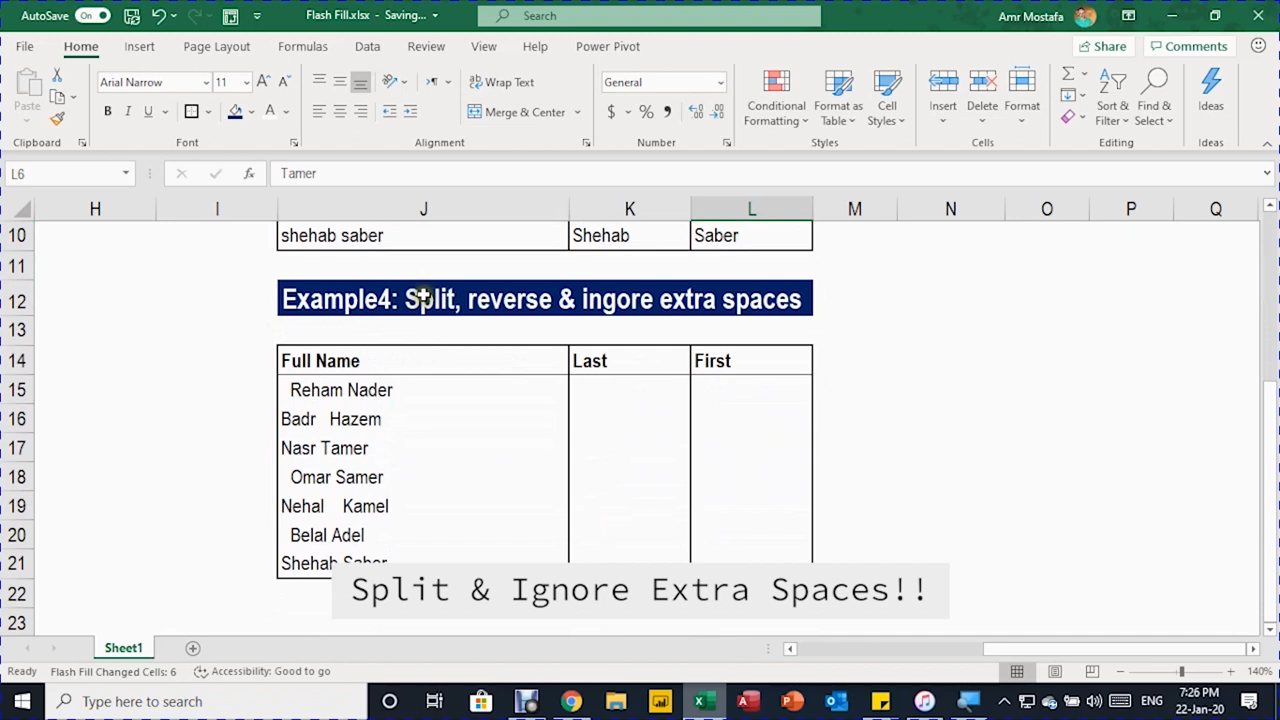 AutoSave On Flash Fill.xlsx - Saving... Search Amr Mostafa
File Home Insert Page Layout Formulas Data Review View Help Power Pivot Share Comments
Paste Arial Narrow 11 Wrap Text General Conditional Formatting Format as Table Cell Styles Insert Delete Format Sort & Filter Find & Select Ideas
B I U A Merge & Center $ % ,
Clipboard Font Alignment Number Styles Cells Editing Ideas
L6 fx Tamer
H I J K L M N O P Q
10 shehab saber Shehab Saber
11
12 Example4: Split, reverse & ingore extra spaces
13
14 Full Name Last First
15 Reham Nader
16 Badr Hazem
17 Nasr Tamer
18 Omar Samer
19 Nehal Kamel
20 Belal Adel
21 Shehab Saber
22 Split & Ignore Extra Spaces!!
23
Sheet1
Ready Flash Fill Changed Cells: 6 Accessibility: Good to go 140%
Type here to search ENG 7:26 PM
22-Jan-20